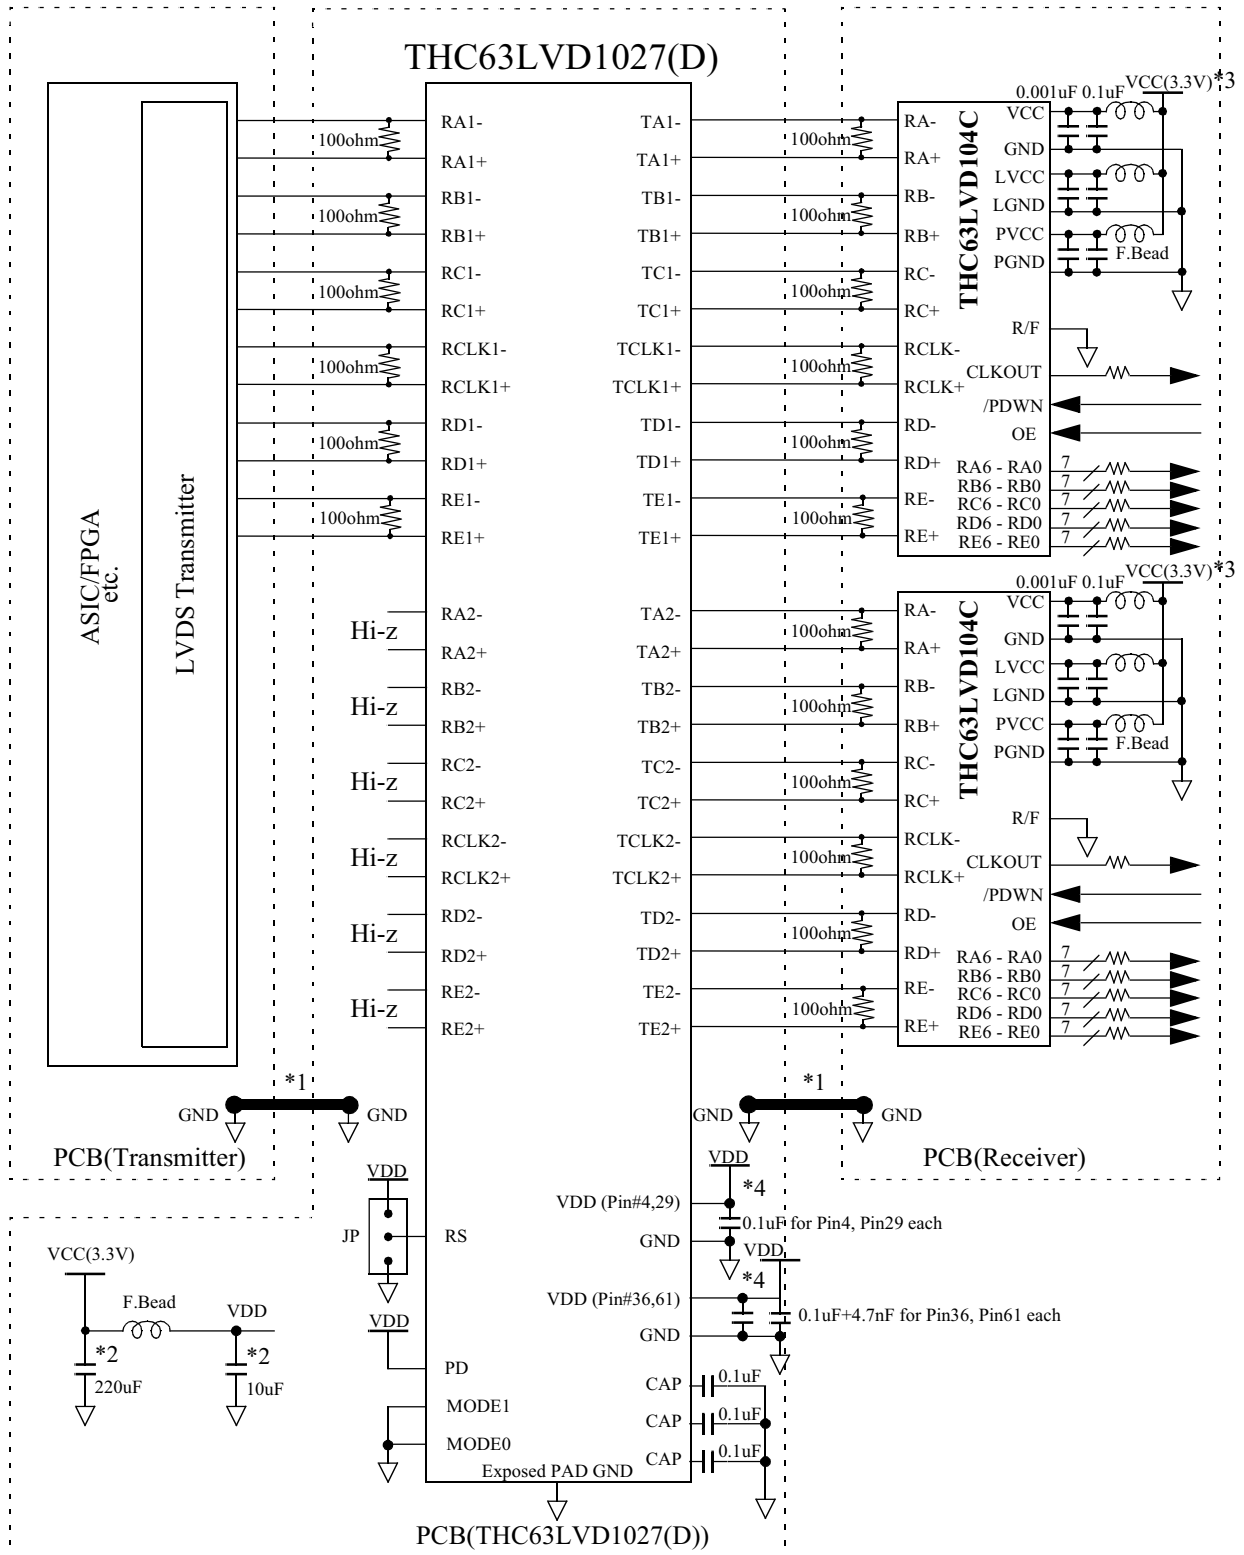 THC63LVD1027(D)
ASIC/FPGA
etc.
LVDS Transmitter
100ohm
100ohm
100ohm
100ohm
100ohm
100ohm
RA1-
RA1+
RB1-
RB1+
RC1-
RC1+
RCLK1-
RCLK1+
RD1-
RD1+
RE1-
RE1+
Hi-z
Hi-z
Hi-z
Hi-z
Hi-z
Hi-z
RA2-
RA2+
RB2-
RB2+
RC2-
RC2+
RCLK2-
RCLK2+
RD2-
RD2+
RE2-
RE2+
TA1-
TA1+
TB1-
TB1+
TC1-
TC1+
TCLK1-
TCLK1+
TD1-
TD1+
TE1-
TE1+
TA2-
TA2+
TB2-
TB2+
TC2-
TC2+
TCLK2-
TCLK2+
TD2-
TD2+
TE2-
TE2+
100ohm
100ohm
100ohm
100ohm
100ohm
100ohm
100ohm
100ohm
100ohm
100ohm
100ohm
100ohm
RA-
RA+
RB-
RB+
RC-
RC+
RCLK-
RCLK+
RD-
RD+
RE-
RE+
THC63LVD104C
0.001uF 0.1uF VCC(3.3V)*3
VCC
GND
LVCC
LGND
PVCC
PGND
F.Bead
R/F
CLKOUT
/PDWN
OE
RA6 - RA0 7
RB6 - RB0 7
RC6 - RC0 7
RD6 - RD0 7
RE6 - RE0 7
RA-
RA+
RB-
RB+
RC-
RC+
RCLK-
RCLK+
RD-
RD+
RE-
RE+
THC63LVD104C
0.001uF 0.1uF VCC(3.3V)*3
VCC
GND
LVCC
LGND
PVCC
PGND
F.Bead
R/F
CLKOUT
/PDWN
OE
RA6 - RA0 7
RB6 - RB0 7
RC6 - RC0 7
RD6 - RD0 7
RE6 - RE0 7
*1
GND GND
*1
GND GND
PCB(Transmitter)
PCB(Receiver)
VDD
JP
RS
VDD
*4
VDD (Pin#4,29)
0.1uF for Pin4, Pin29 each
GND
VDD
*4
VDD (Pin#36,61)
0.1uF+4.7nF for Pin36, Pin61 each
GND
VCC(3.3V)
F.Bead
VDD
*2
220uF
*2
10uF
VDD
PD
MODE1
MODE0
CAP 0.1uF
CAP 0.1uF
CAP 0.1uF
Exposed PAD GND
PCB(THC63LVD1027(D))